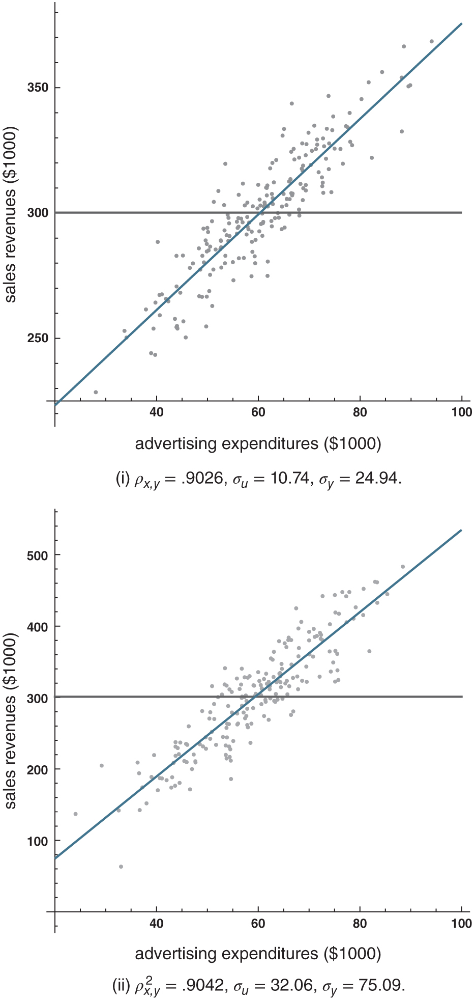 350
300
250
sales revenues ($1000)
40 60 80 100
advertising expenditures ($1000)
(i) ρx,y = .9026, σu = 10.74, σy = 24.94.
500
400
300
200
100
sales revenues ($1000)
40 60 80 100
advertising expenditures ($1000)
(ii) ρ²x,y = .9042, σu = 32.06, σy = 75.09.